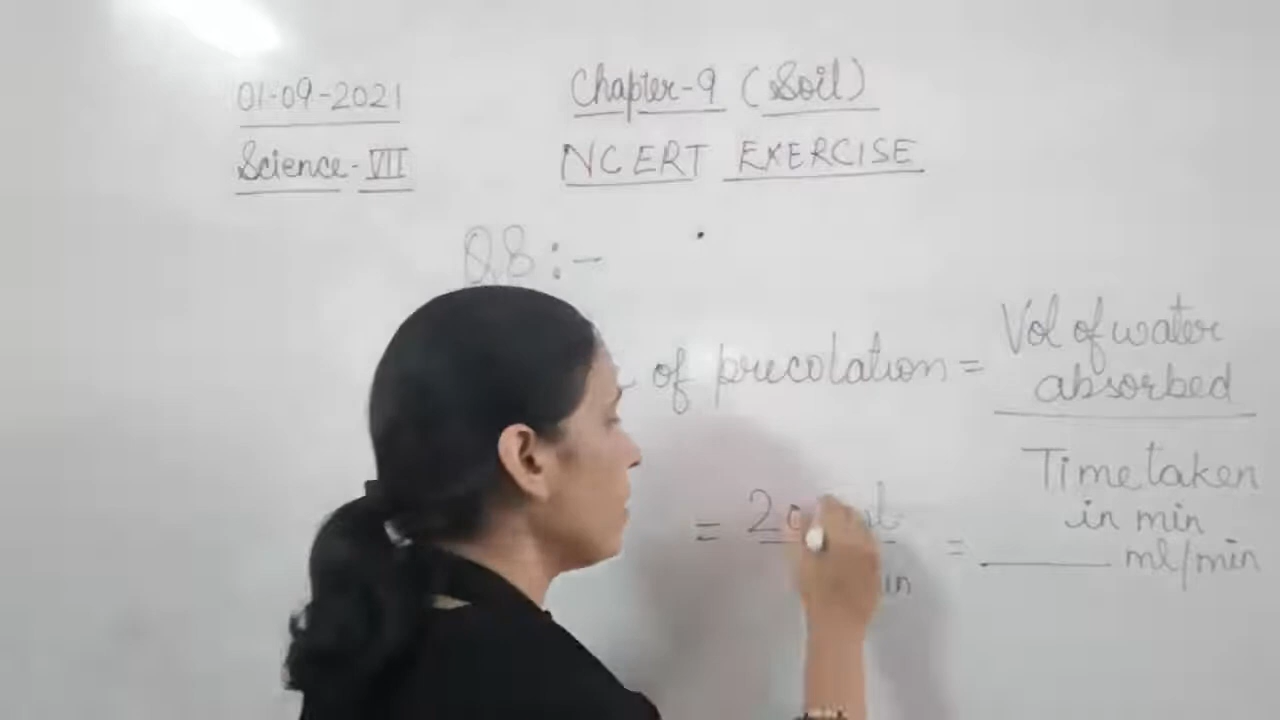 01-09-2021
Chapter-9 (Soil)
Science-VII
NCERT EXERCISE
Q8:-
of precolation = Vol of water
absorbed
Time taken
in min
=
= ______ ml/min